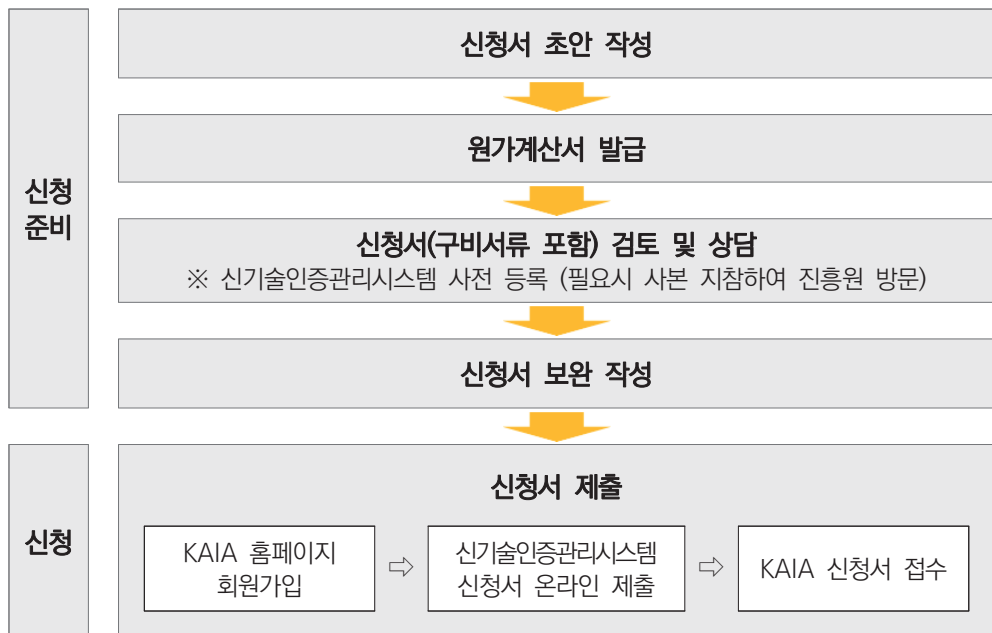 신청
준비
신청서 초안 작성
원가계산서 발급
신청서(구비서류 포함) 검토 및 상담
※ 신기술인증관리시스템 사전 등록 (필요시 사본 지참하여 진흥원 방문)
신청서 보완 작성
신청
신청서 제출
KAIA 홈페이지
회원가입
신기술인증관리시스템
신청서 온라인 제출
KAIA 신청서 접수